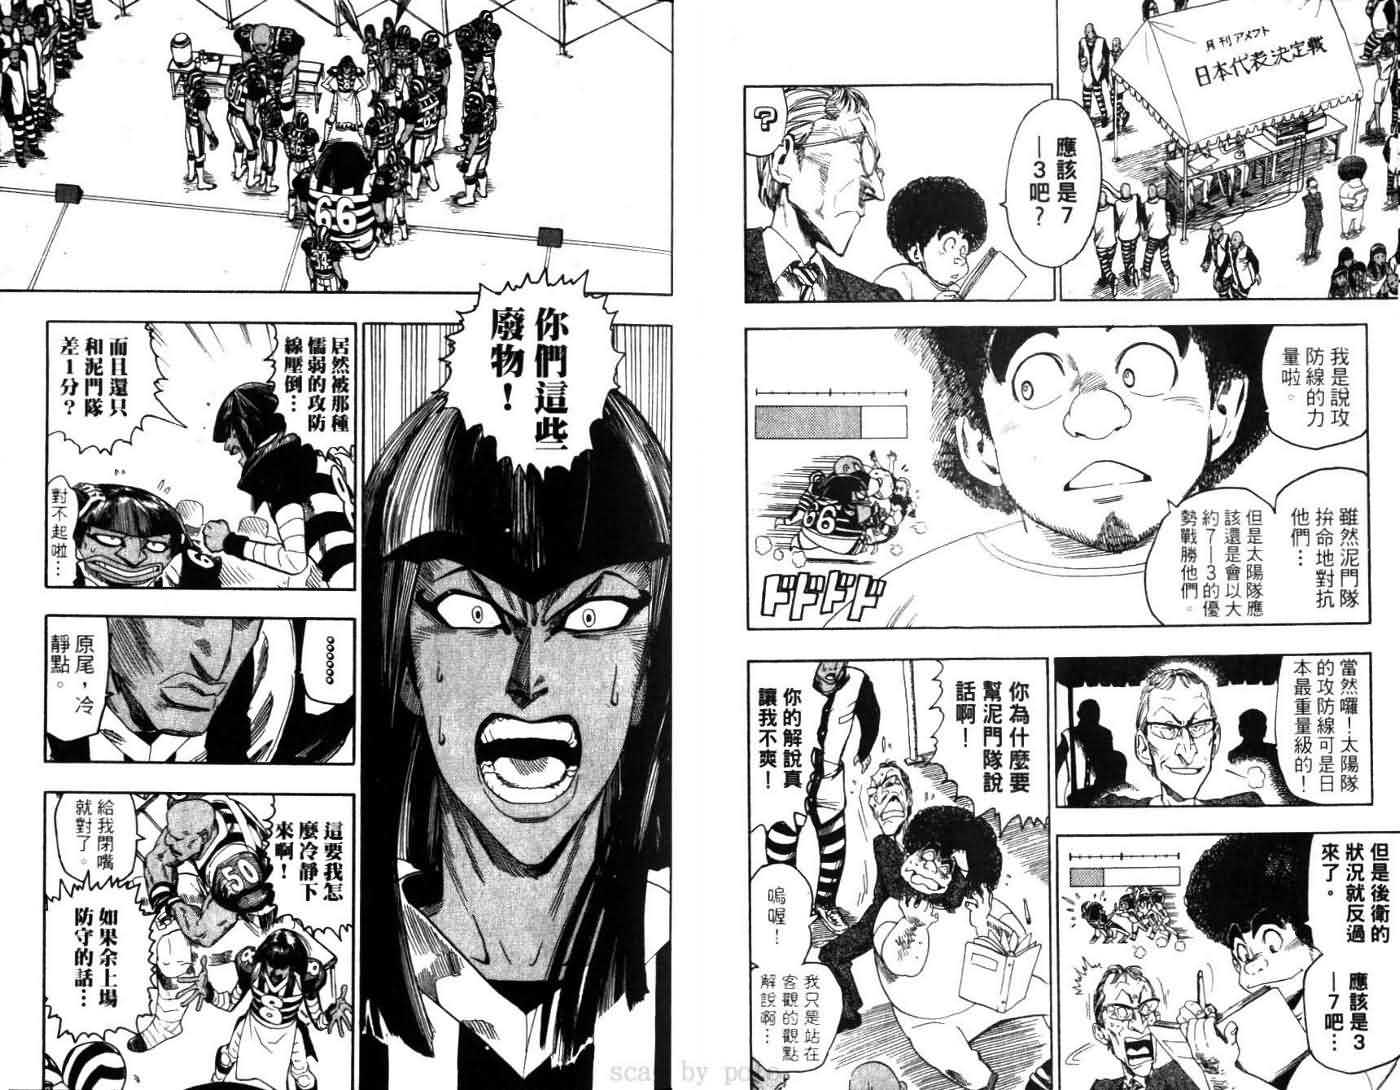 月刊アメフト
日本代表決定戦
應該是7
—3吧？
？
我是說攻
防線的力
量啦。
雖然泥門隊
拚命地對抗
他們…
但是太陽隊應
該還是會以大
約7—3的優
勢戰勝他們。
66
ドドドド
當然囉！太陽隊
的攻防線可是日
本最重量級的！
但是後衛的
狀況就反過
來了。
應該是3
—7吧…
你為什麼要
幫泥門隊說
話啊！
你的解說真
讓我不爽！
嗚喔！
我只是站在
客觀的觀點
解說啊…
66
你們這些
廢物！
居然被那種
懦弱的攻防
線壓倒…
而且還只
和泥門隊
差1分？
對不起啦…
……
原尾，冷
靜點。
這要我怎
麼冷靜下
來啊！
給我閉嘴
就對了。
50
如果余上場
防守的話…
8
scan by po